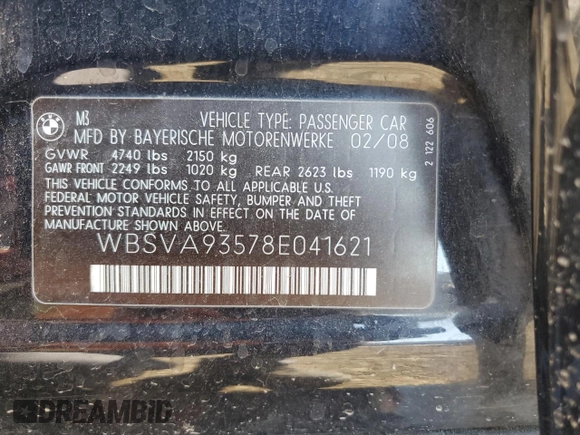 M3
VEHICLE TYPE: PASSENGER CAR
MFD BY BAYERISCHE MOTORENWERKE 02/08
GVWR 4740 lbs 2150 kg
GAWR FRONT 2249 lbs 1020 kg REAR 2623 lbs 1190 kg
THIS VEHICLE CONFORMS TO ALL APPLICABLE U.S.
FEDERAL MOTOR VEHICLE SAFETY, BUMPER AND THEFT
PREVENTION STANDARDS IN EFFECT ON THE DATE OF
MANUFACTURE SHOWN ABOVE.
WBSVA93578E041621
2 122 606
BMW
DREAMBID